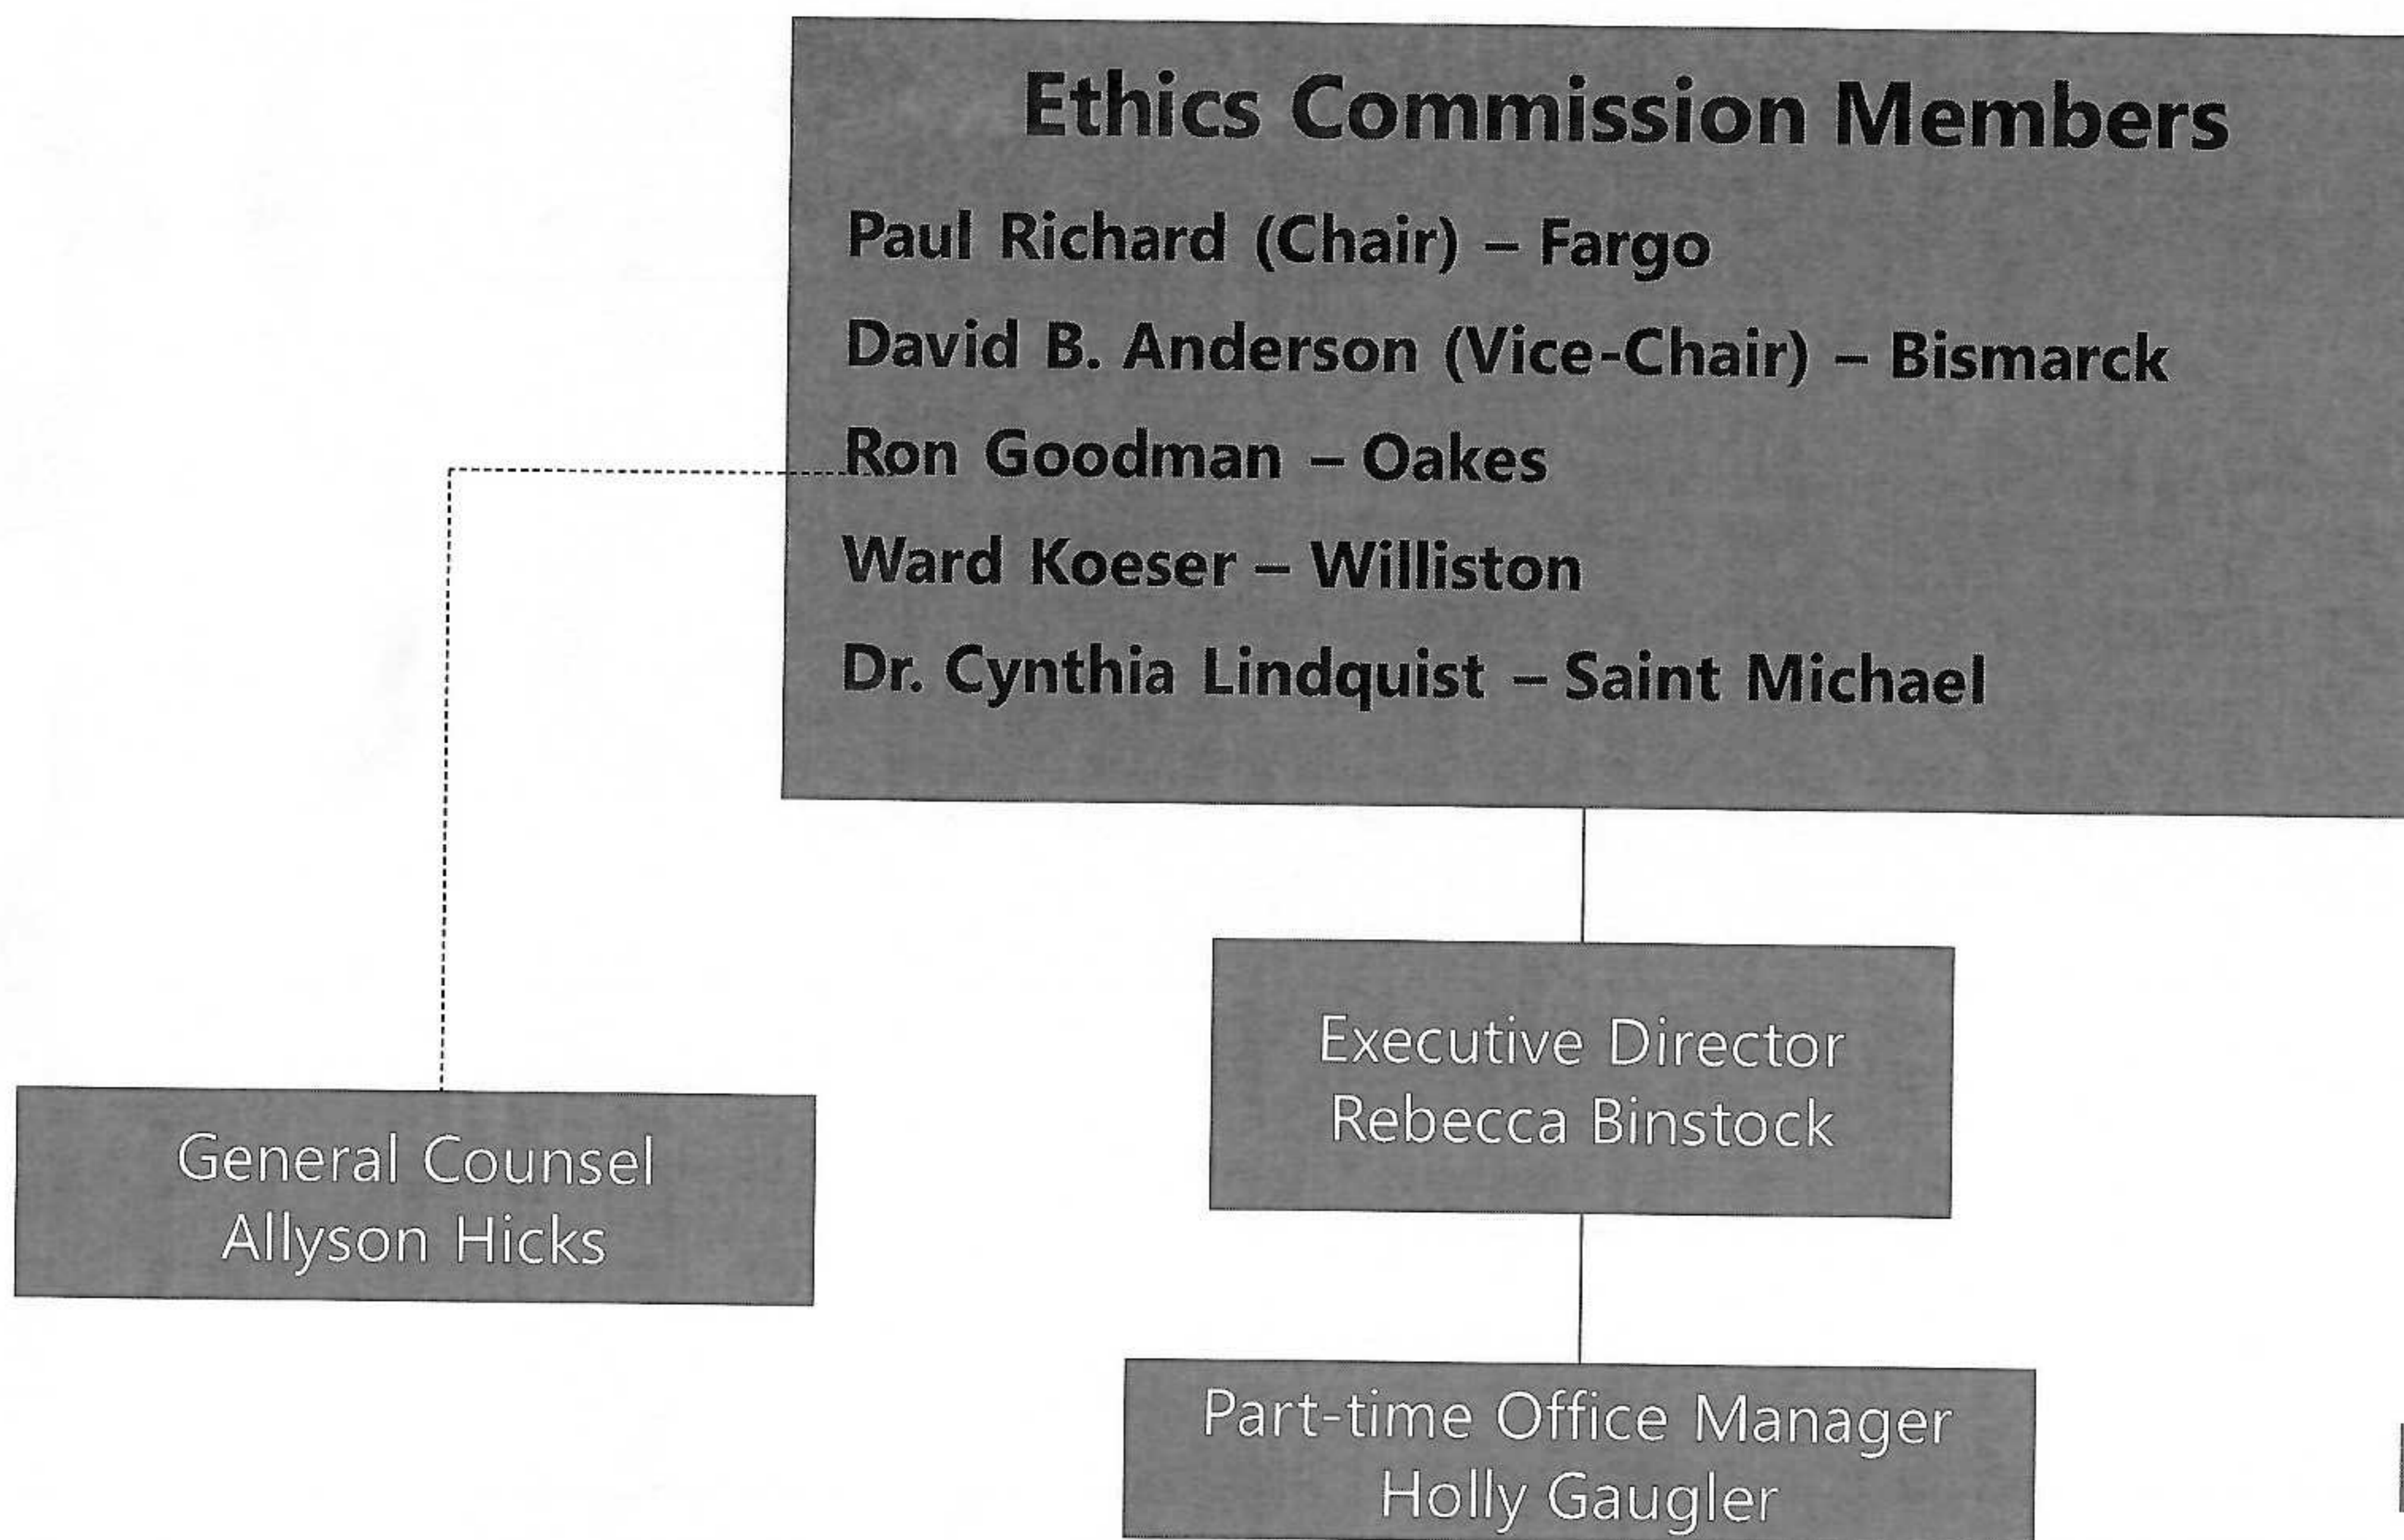 Ethics Commission Members
Paul Richard (Chair) – Fargo
David B. Anderson (Vice-Chair) – Bismarck
Ron Goodman – Oakes
Ward Koeser – Williston
Dr. Cynthia Lindquist – Saint Michael
General Counsel
Allyson Hicks
Executive Director
Rebecca Binstock
Part-time Office Manager
Holly Gaugler